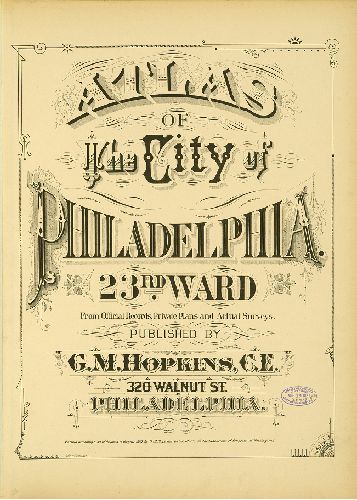 ATLAS
OF
The City of
PHILADELPHIA.
23RD WARD
From Official Records, Private Plans and Actual Surveys.
PUBLISHED BY
G.M. HOPKINS, C.E.
320 WALNUT ST.
PHILADELPHIA.